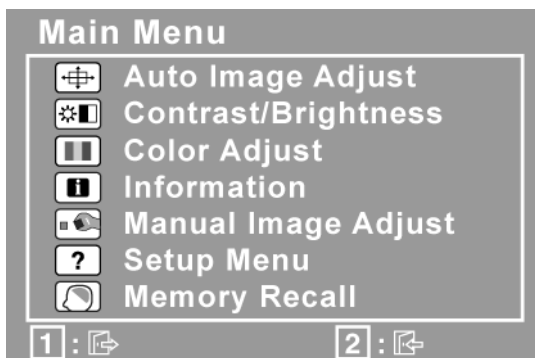 Main Menu
Auto Image Adjust
Contrast/Brightness
Color Adjust
i Information
Manual Image Adjust
? Setup Menu
Memory Recall
1 : 2 :